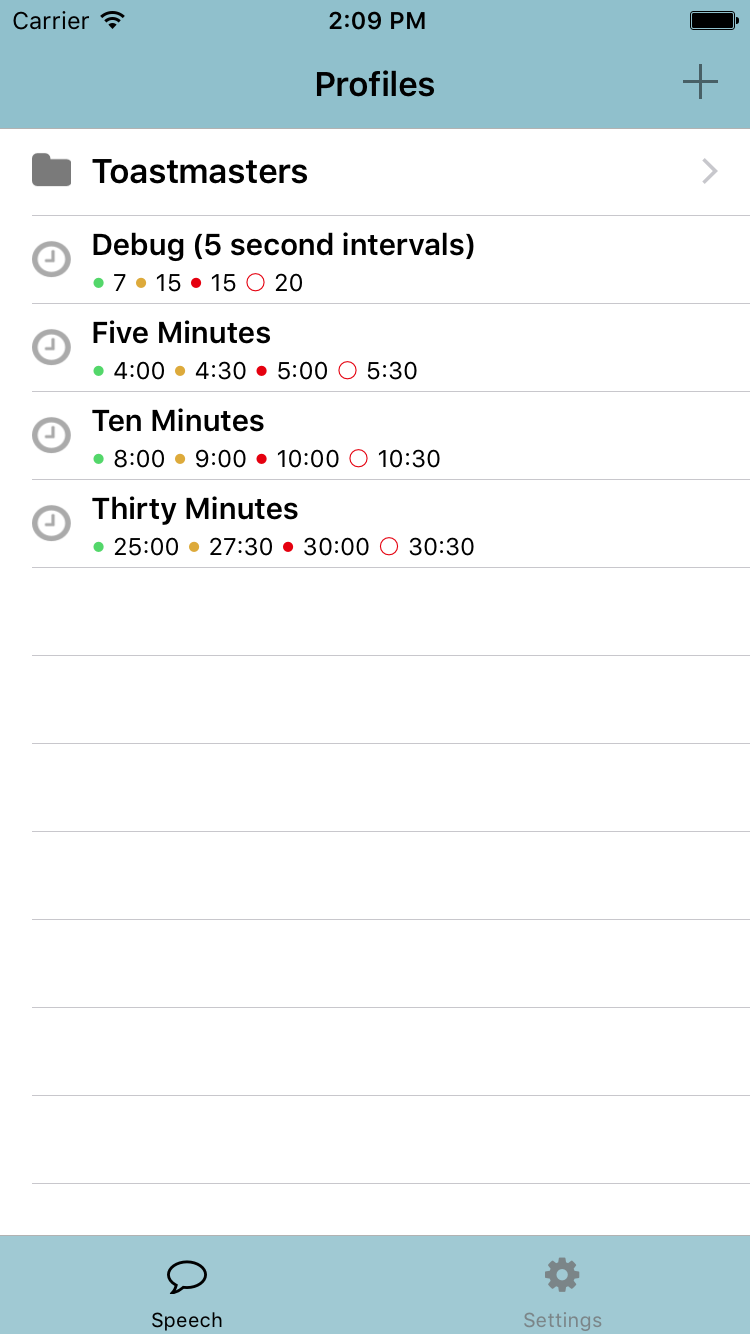 Carrier 2:09 PM
Profiles
Toastmasters
Debug (5 second intervals)
7 15 15 20
Five Minutes
4:00 4:30 5:00 5:30
Ten Minutes
8:00 9:00 10:00 10:30
Thirty Minutes
25:00 27:30 30:00 30:30
Speech Settings